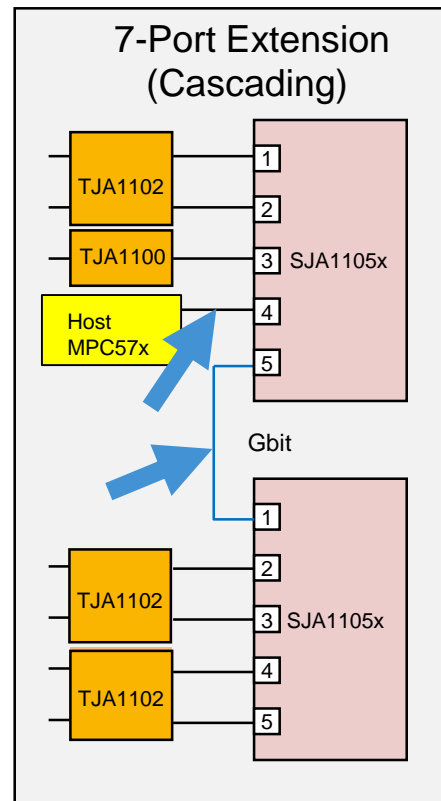 7-Port Extension
(Cascading)
TJA1102
1
2
TJA1100
3
SJA1105x
Host
MPC57x
4
5
Gbit
1
TJA1102
2
3
SJA1105x
TJA1102
4
5